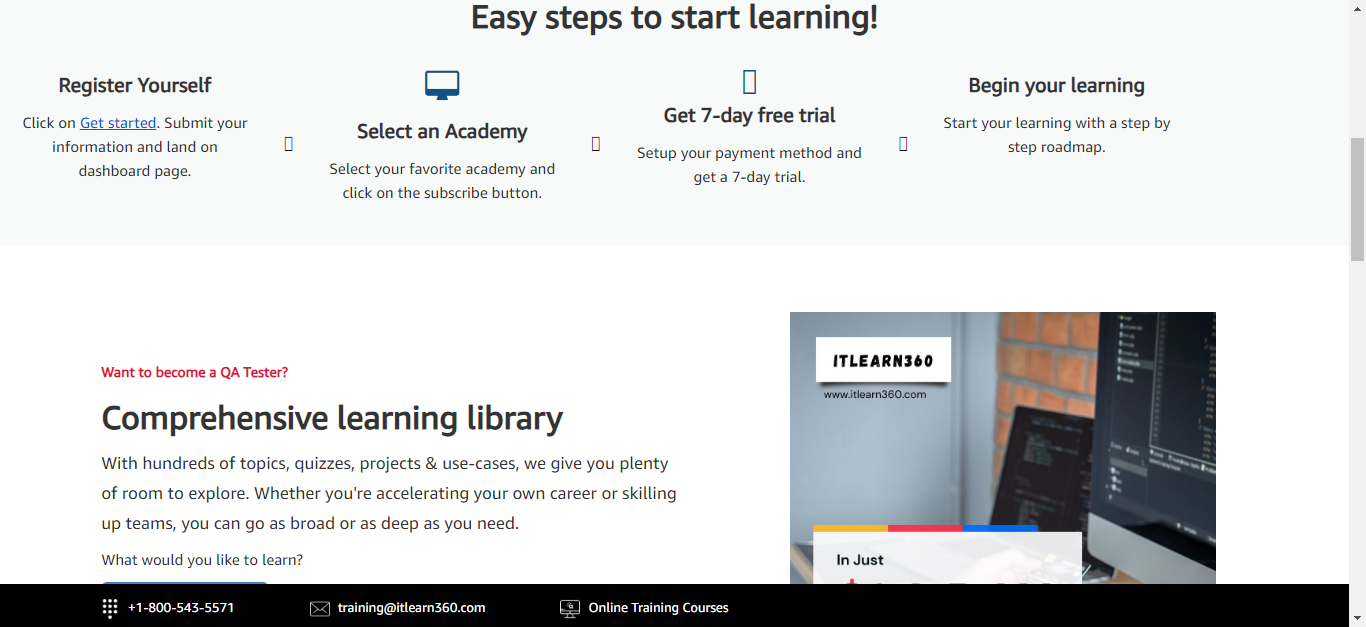 Easy steps to start learning!
Register Yourself
Click on Get started. Submit your
information and land on
dashboard page.
Select an Academy
Select your favorite academy and
click on the subscribe button.
Get 7-day free trial
Setup your payment method and
get a 7-day trial.
Begin your learning
Start your learning with a step by
step roadmap.
Want to become a QA Tester?
Comprehensive learning library
With hundreds of topics, quizzes, projects & use-cases, we give you plenty
of room to explore. Whether you're accelerating your own career or skilling
up teams, you can go as broad or as deep as you need.
What would you like to learn?
ITLEARN360
www.itlearn360.com
In Just
+1-800-543-5571
training@itlearn360.com
Online Training Courses